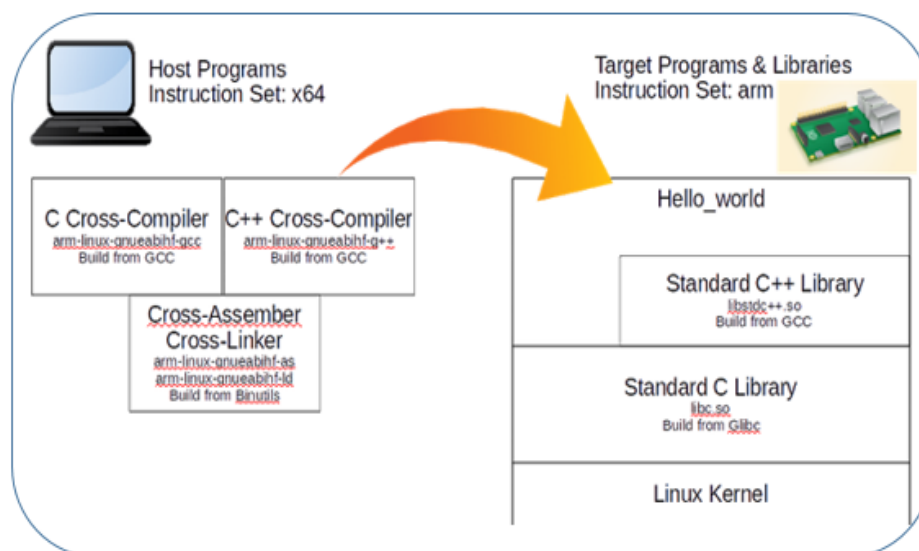 Host Programs
Instruction Set: x64
Target Programs & Libraries
Instruction Set: arm
C Cross-Compiler
arm-linux-gnueabihf-gcc
Build from GCC
C++ Cross-Compiler
arm-linux-gnueabihf-g++
Build from GCC
Cross-Assember
Cross-Linker
arm-linux-gnueabihf-as
arm-linux-gnueabihf-ld
Build from Binutils
Hello_world
Standard C++ Library
libstdc++.so
Build from GCC
Standard C Library
libc.so
Build from Glibc
Linux Kernel